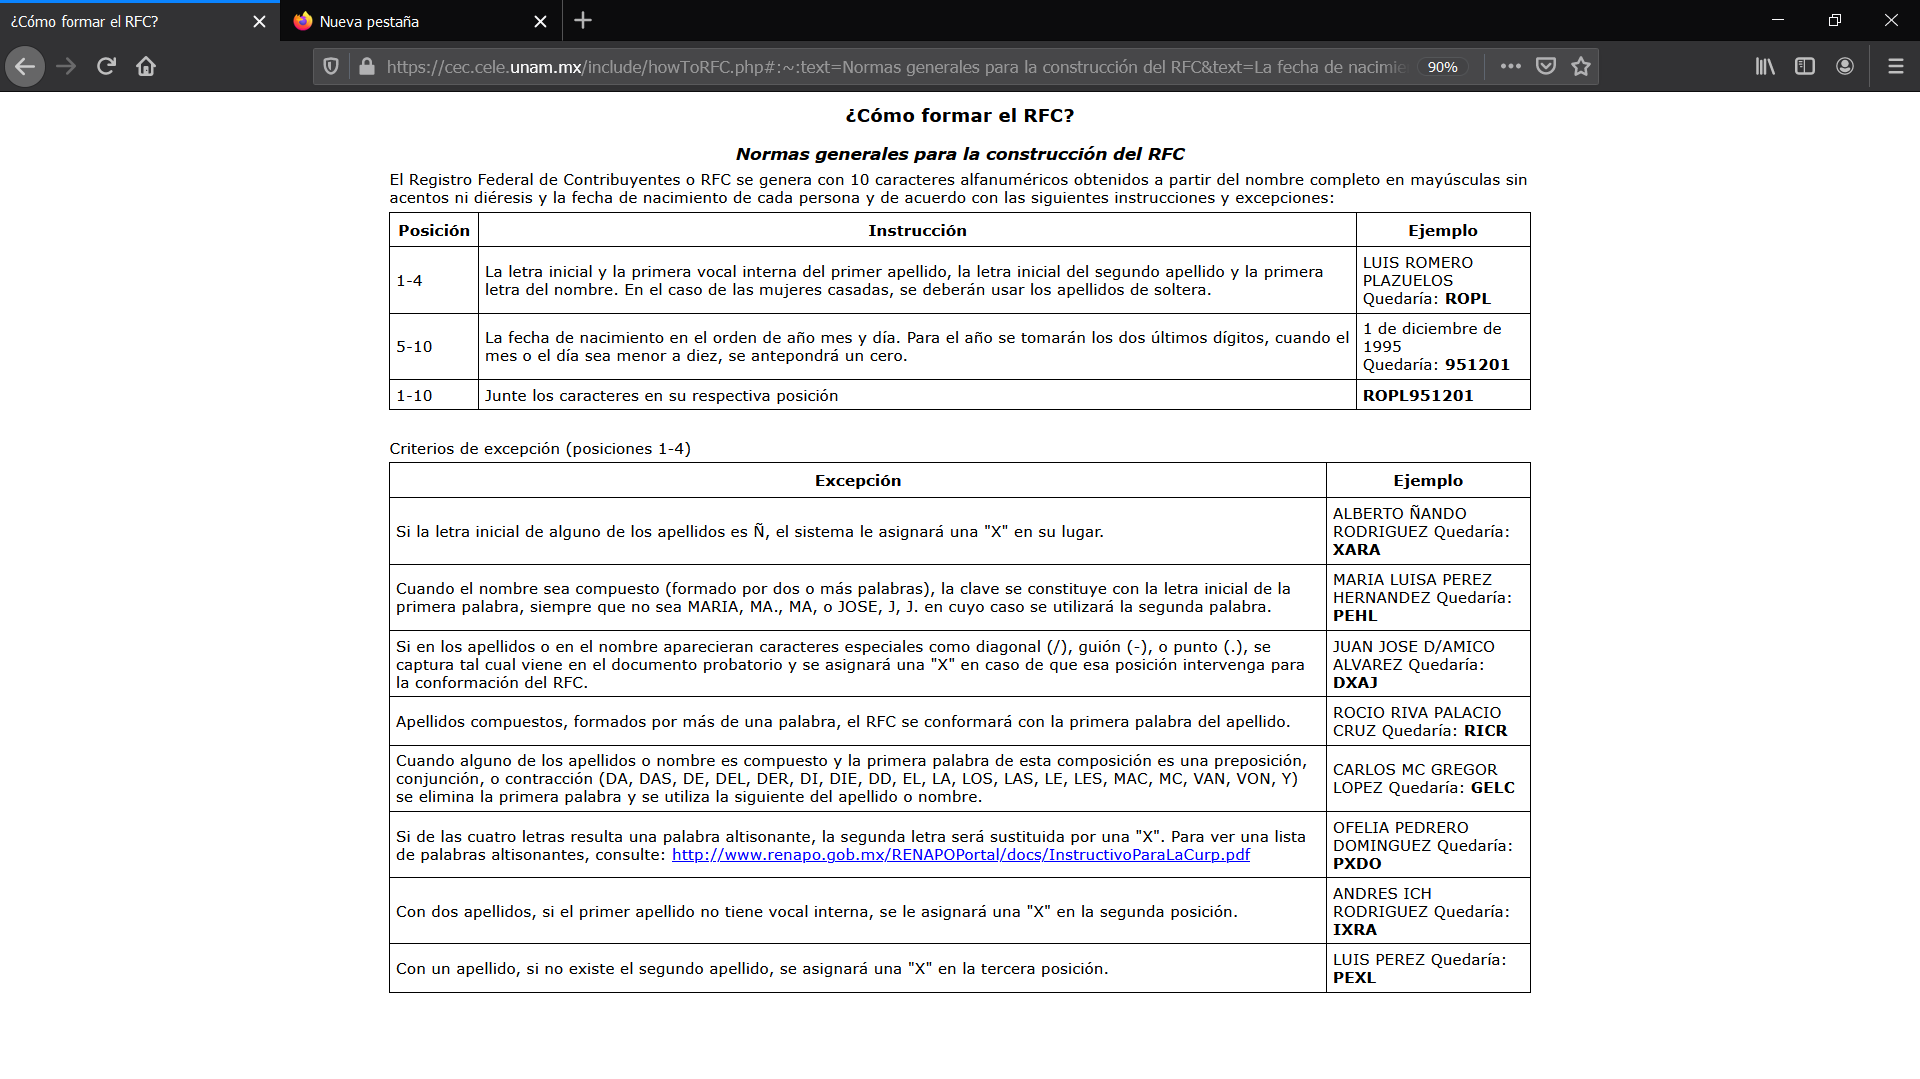 ¿Cómo formar el RFC?
Nueva pestaña
https://cec.cele.unam.mx/include/howToRFC.php#:~:text=Normas generales para la construcción del RFC&text=La fecha de nacimie
90%
¿Cómo formar el RFC?
Normas generales para la construcción del RFC
El Registro Federal de Contribuyentes o RFC se genera con 10 caracteres alfanuméricos obtenidos a partir del nombre completo en mayúsculas sin
acentos ni diéresis y la fecha de nacimiento de cada persona y de acuerdo con las siguientes instrucciones y excepciones:
Posición Instrucción Ejemplo
1-4
La letra inicial y la primera vocal interna del primer apellido, la letra inicial del segundo apellido y la primera
letra del nombre. En el caso de las mujeres casadas, se deberán usar los apellidos de soltera.
LUIS ROMERO
PLAZUELOS
Quedaría: ROPL
5-10
La fecha de nacimiento en el orden de año mes y día. Para el año se tomarán los dos últimos dígitos, cuando el
mes o el día sea menor a diez, se antepondrá un cero.
1 de diciembre de
1995
Quedaría: 951201
1-10 Junte los caracteres en su respectiva posición ROPL951201
Criterios de excepción (posiciones 1-4)
Excepción Ejemplo
Si la letra inicial de alguno de los apellidos es Ñ, el sistema le asignará una "X" en su lugar.
ALBERTO ÑANDO
RODRIGUEZ Quedaría:
XARA
Cuando el nombre sea compuesto (formado por dos o más palabras), la clave se constituye con la letra inicial de la
primera palabra, siempre que no sea MARIA, MA., MA, o JOSE, J, J. en cuyo caso se utilizará la segunda palabra.
MARIA LUISA PEREZ
HERNANDEZ Quedaría:
PEHL
Si en los apellidos o en el nombre aparecieran caracteres especiales como diagonal (/), guión (-), o punto (.), se
captura tal cual viene en el documento probatorio y se asignará una "X" en caso de que esa posición intervenga para
la conformación del RFC.
JUAN JOSE D/AMICO
ALVAREZ Quedaría:
DXAJ
Apellidos compuestos, formados por más de una palabra, el RFC se conformará con la primera palabra del apellido.
ROCIO RIVA PALACIO
CRUZ Quedaría: RICR
Cuando alguno de los apellidos o nombre es compuesto y la primera palabra de esta composición es una preposición,
conjunción, o contracción (DA, DAS, DE, DEL, DER, DI, DIE, DD, EL, LA, LOS, LAS, LE, LES, MAC, MC, VAN, VON, Y)
se elimina la primera palabra y se utiliza la siguiente del apellido o nombre.
CARLOS MC GREGOR
LOPEZ Quedaría: GELC
Si de las cuatro letras resulta una palabra altisonante, la segunda letra será sustituida por una "X". Para ver una lista
de palabras altisonantes, consulte: http://www.renapo.gob.mx/RENAPOPortal/docs/InstructivoParaLaCurp.pdf
OFELIA PEDRERO
DOMINGUEZ Quedaría:
PXDO
Con dos apellidos, si el primer apellido no tiene vocal interna, se le asignará una "X" en la segunda posición.
ANDRES ICH
RODRIGUEZ Quedaría:
IXRA
Con un apellido, si no existe el segundo apellido, se asignará una "X" en la tercera posición.
LUIS PEREZ Quedaría:
PEXL